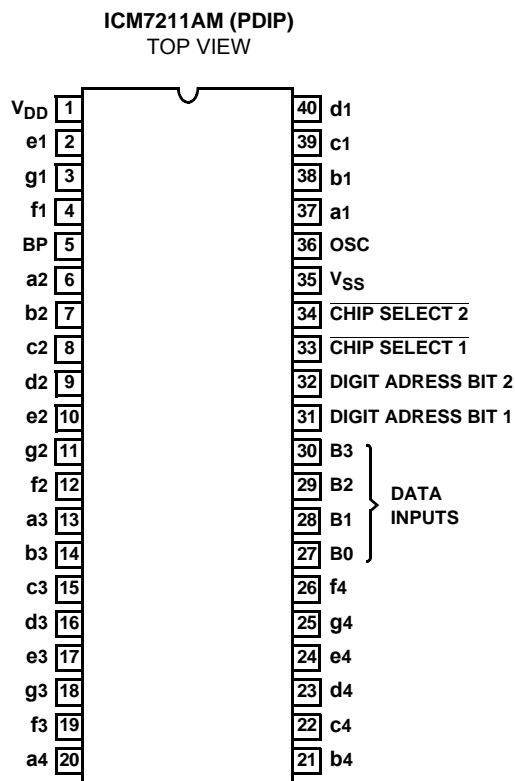 ICM7211AM (PDIP)
TOP VIEW
VDD 1 40 d1
e1 2 39 c1
g1 3 38 b1
f1 4 37 a1
BP 5 36 OSC
a2 6 35 VSS
b2 7 34 CHIP SELECT 2
c2 8 33 CHIP SELECT 1
d2 9 32 DIGIT ADRESS BIT 2
e2 10 31 DIGIT ADRESS BIT 1
g2 11 30 B3
f2 12 29 B2
a3 13 28 B1
b3 14 27 B0
DATA
INPUTS
c3 15 26 f4
d3 16 25 g4
e3 17 24 e4
g3 18 23 d4
f3 19 22 c4
a4 20 21 b4